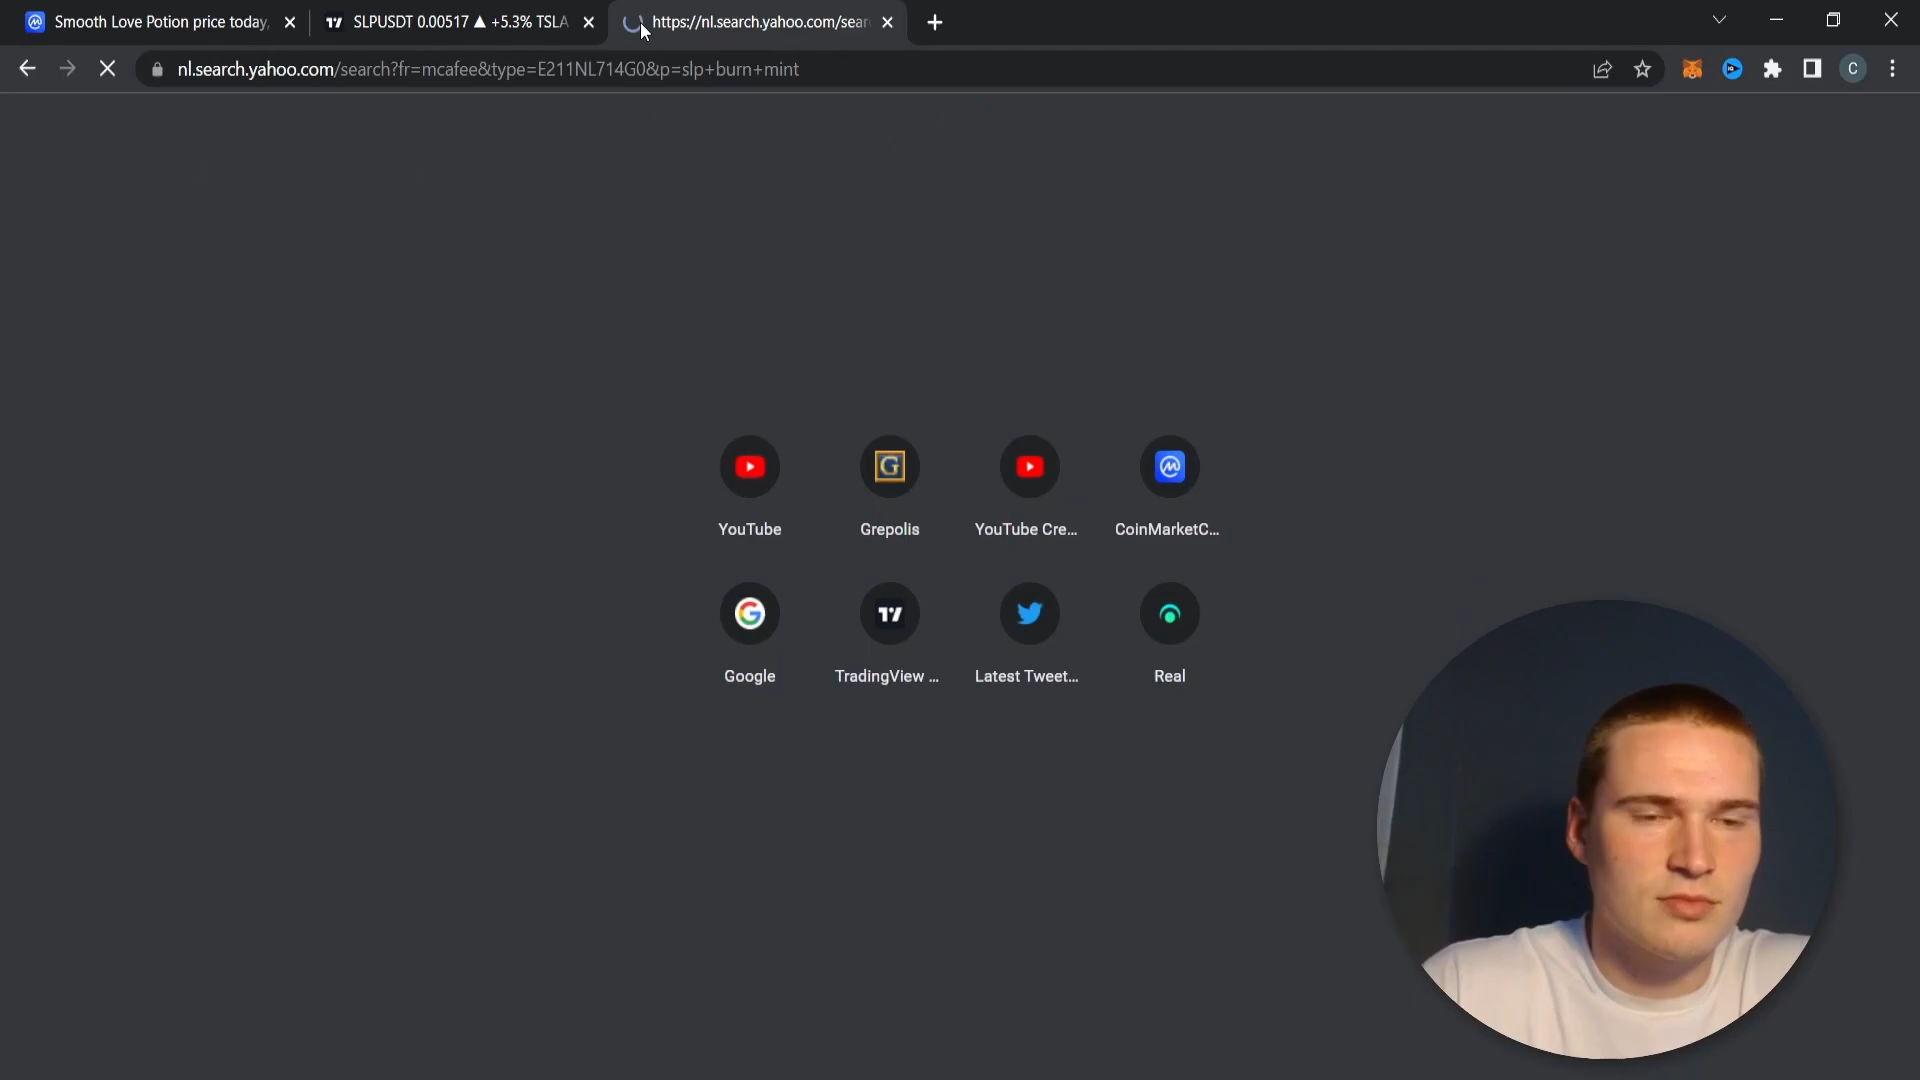 Smooth Love Potion price today,
SLPUSDT 0.00517 ▲ +5.3% TSLA
https://nl.search.yahoo.com/sear
nl.search.yahoo.com/search?fr=mcafee&type=E211NL714G0&p=slp+burn+mint
C
YouTube
Grepolis
YouTube Cre...
CoinMarketC...
Google
TradingView ...
Latest Tweet...
Real